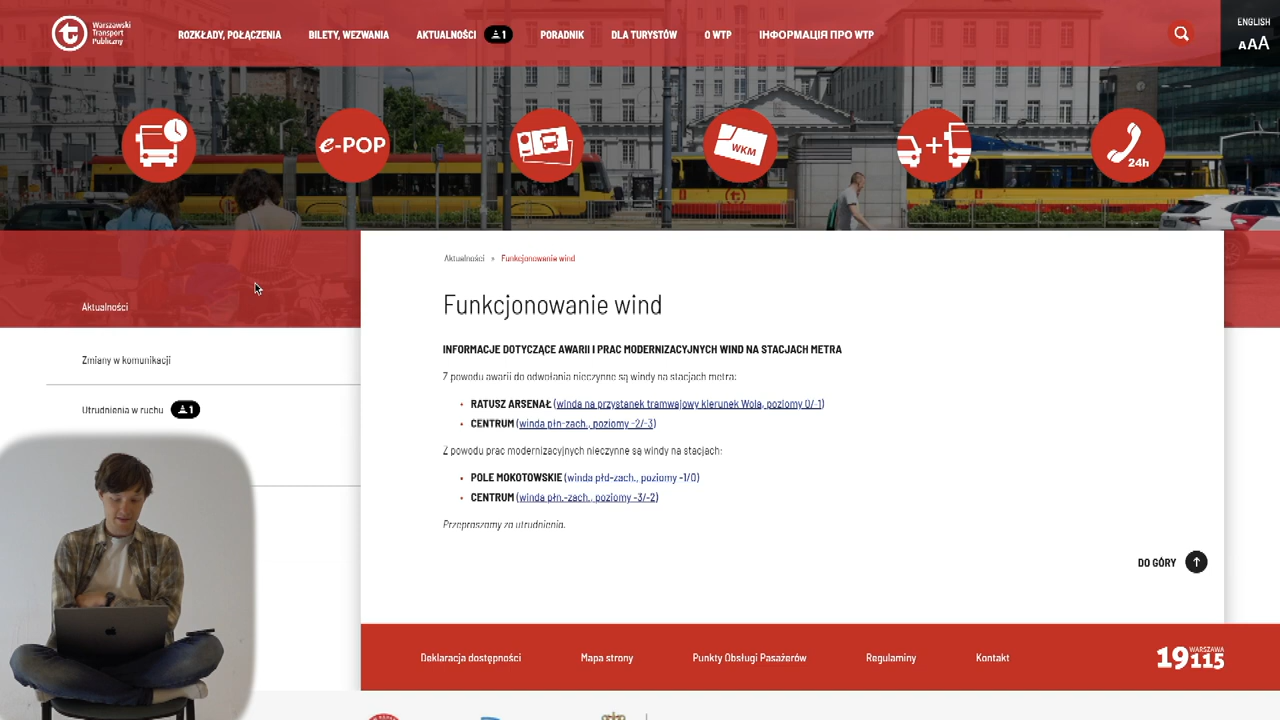 Warszawski
Transport
Publiczny
ROZKŁADY, POŁĄCZENIA
BILETY, WEZWANIA
AKTUALNOŚCI 1
PORADNIK
DLA TURYSTÓW
O WTP
ІНФОРМАЦІЯ ПРО WTP
ENGLISH
AAA
e-POP
WKM
24h
Aktualności » Funkcjonowanie wind
Funkcjonowanie wind
Aktualności
Zmiany w komunikacji
Utrudnienia w ruchu 1
INFORMACJE DOTYCZĄCE AWARII I PRAC MODERNIZACYJNYCH WIND NA STACJACH METRA
Z powodu awarii do odwołania nieczynne są windy na stacjach metra:
• RATUSZ ARSENAŁ (winda na przystanek tramwajowy kierunek Wola, poziomy 0/-1)
• CENTRUM (winda płn-zach., poziomy -2/-3)
Z powodu prac modernizacyjnych nieczynne są windy na stacjach:
• POLE MOKOTOWSKIE (winda płd-zach., poziomy -1/0)
• CENTRUM (winda płn.-zach., poziomy -3/-2)
Przepraszamy za utrudnienia.
DO GÓRY
Deklaracja dostępności
Mapa strony
Punkty Obsługi Pasażerów
Regulaminy
Kontakt
WARSZAWA
19115